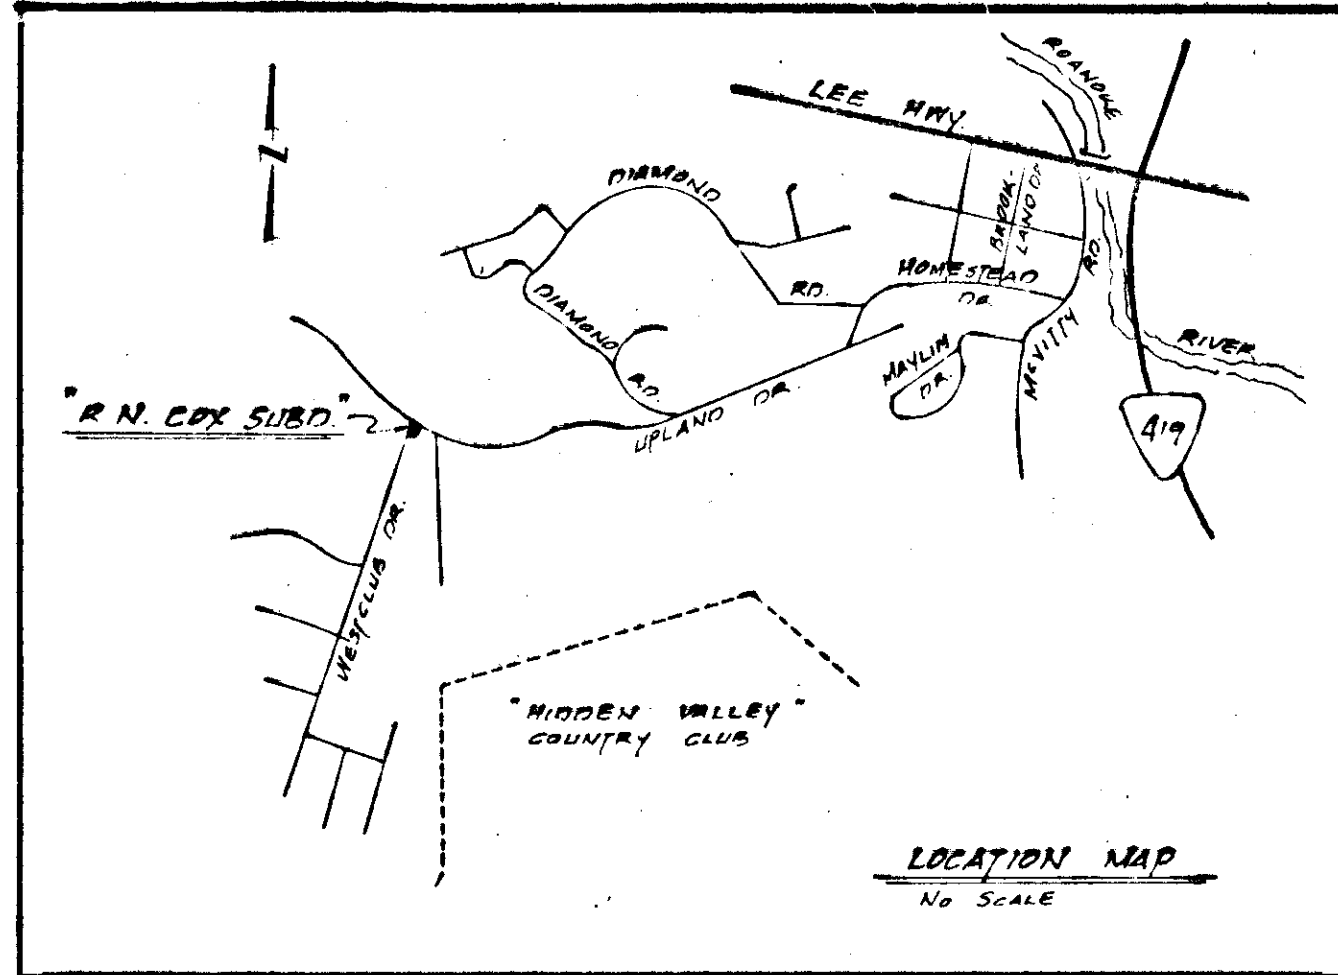 ROANOKE
LEE HWY.
N
DIAMOND
BROOK-
LAND DR.
HOMESTEAD
DR.
RD.
RD.
DIAMOND
RD.
McVITTY
RIVER
MAYLIM
DR.
"R. N. COX SUBD."
UPLAND DR.
419
WESTCLUB DR.
"HIDDEN VALLEY"
COUNTRY CLUB
LOCATION MAP
NO SCALE